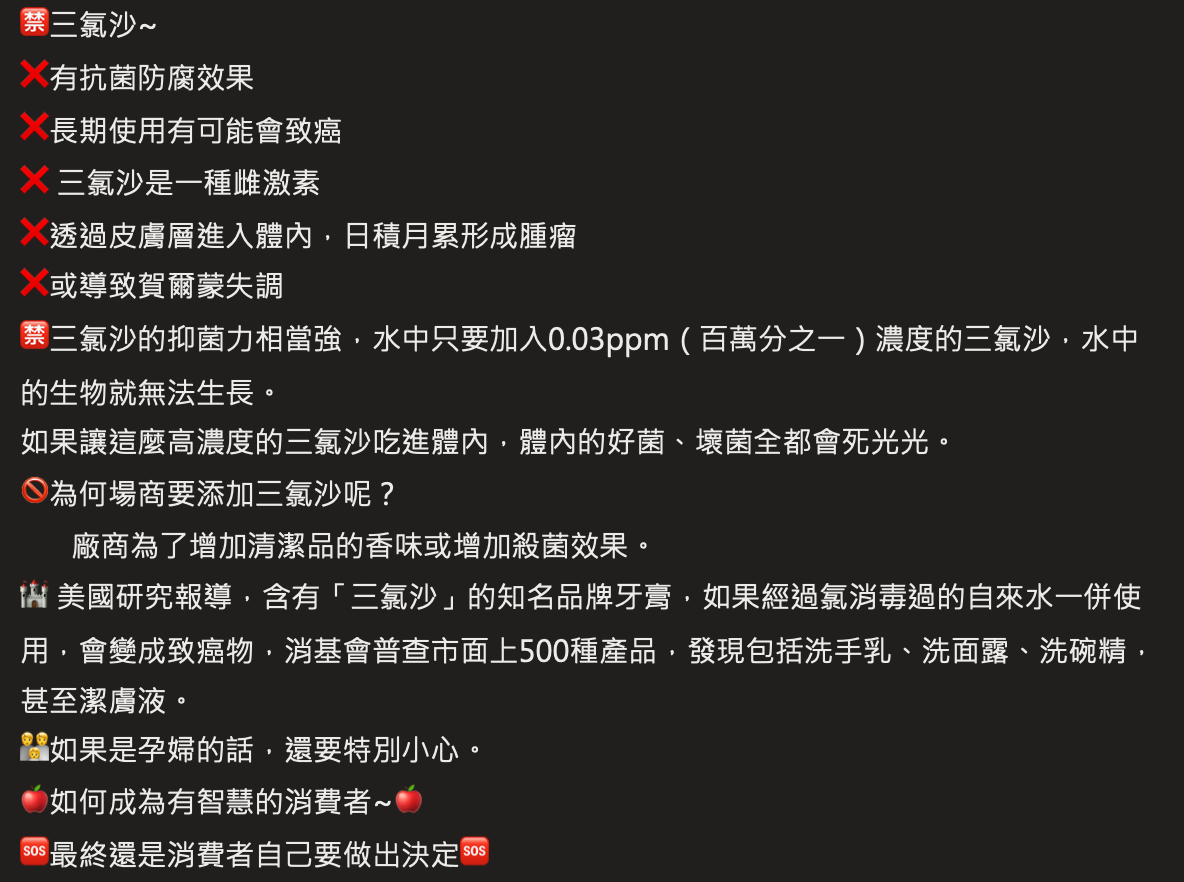 🈲三氯沙~
❌有抗菌防腐效果
❌長期使用有可能會致癌
❌ 三氯沙是一種雌激素
❌透過皮膚層進入體內，日積月累形成腫瘤
❌或導致賀爾蒙失調
🈲三氯沙的抑菌力相當強，水中只要加入0.03ppm（百萬分之一）濃度的三氯沙，水中
的生物就無法生長。
如果讓這麼高濃度的三氯沙吃進體內，體內的好菌、壞菌全都會死光光。
🚫為何場商要添加三氯沙呢？
廠商為了增加清潔品的香味或增加殺菌效果。
🏰 美國研究報導，含有「三氯沙」的知名品牌牙膏，如果經過氯消毒過的自來水一併使
用，會變成致癌物，消基會普查市面上500種產品，發現包括洗手乳、洗面露、洗碗精，
甚至潔膚液。
👨‍👩‍👦如果是孕婦的話，還要特別小心。
🍎如何成為有智慧的消費者~🍎
🆘最終還是消費者自己要做出決定🆘